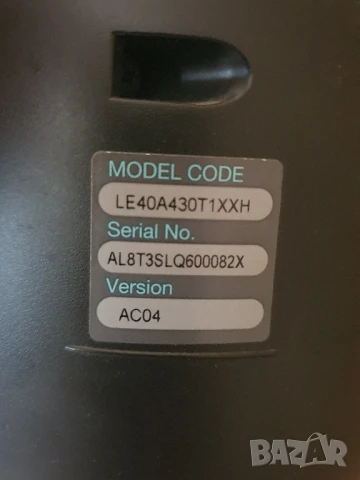 MODEL CODE
LE40A430T1XXH
Serial No.
AL8T3SLQ600082X
Version
AC04
BAZAR